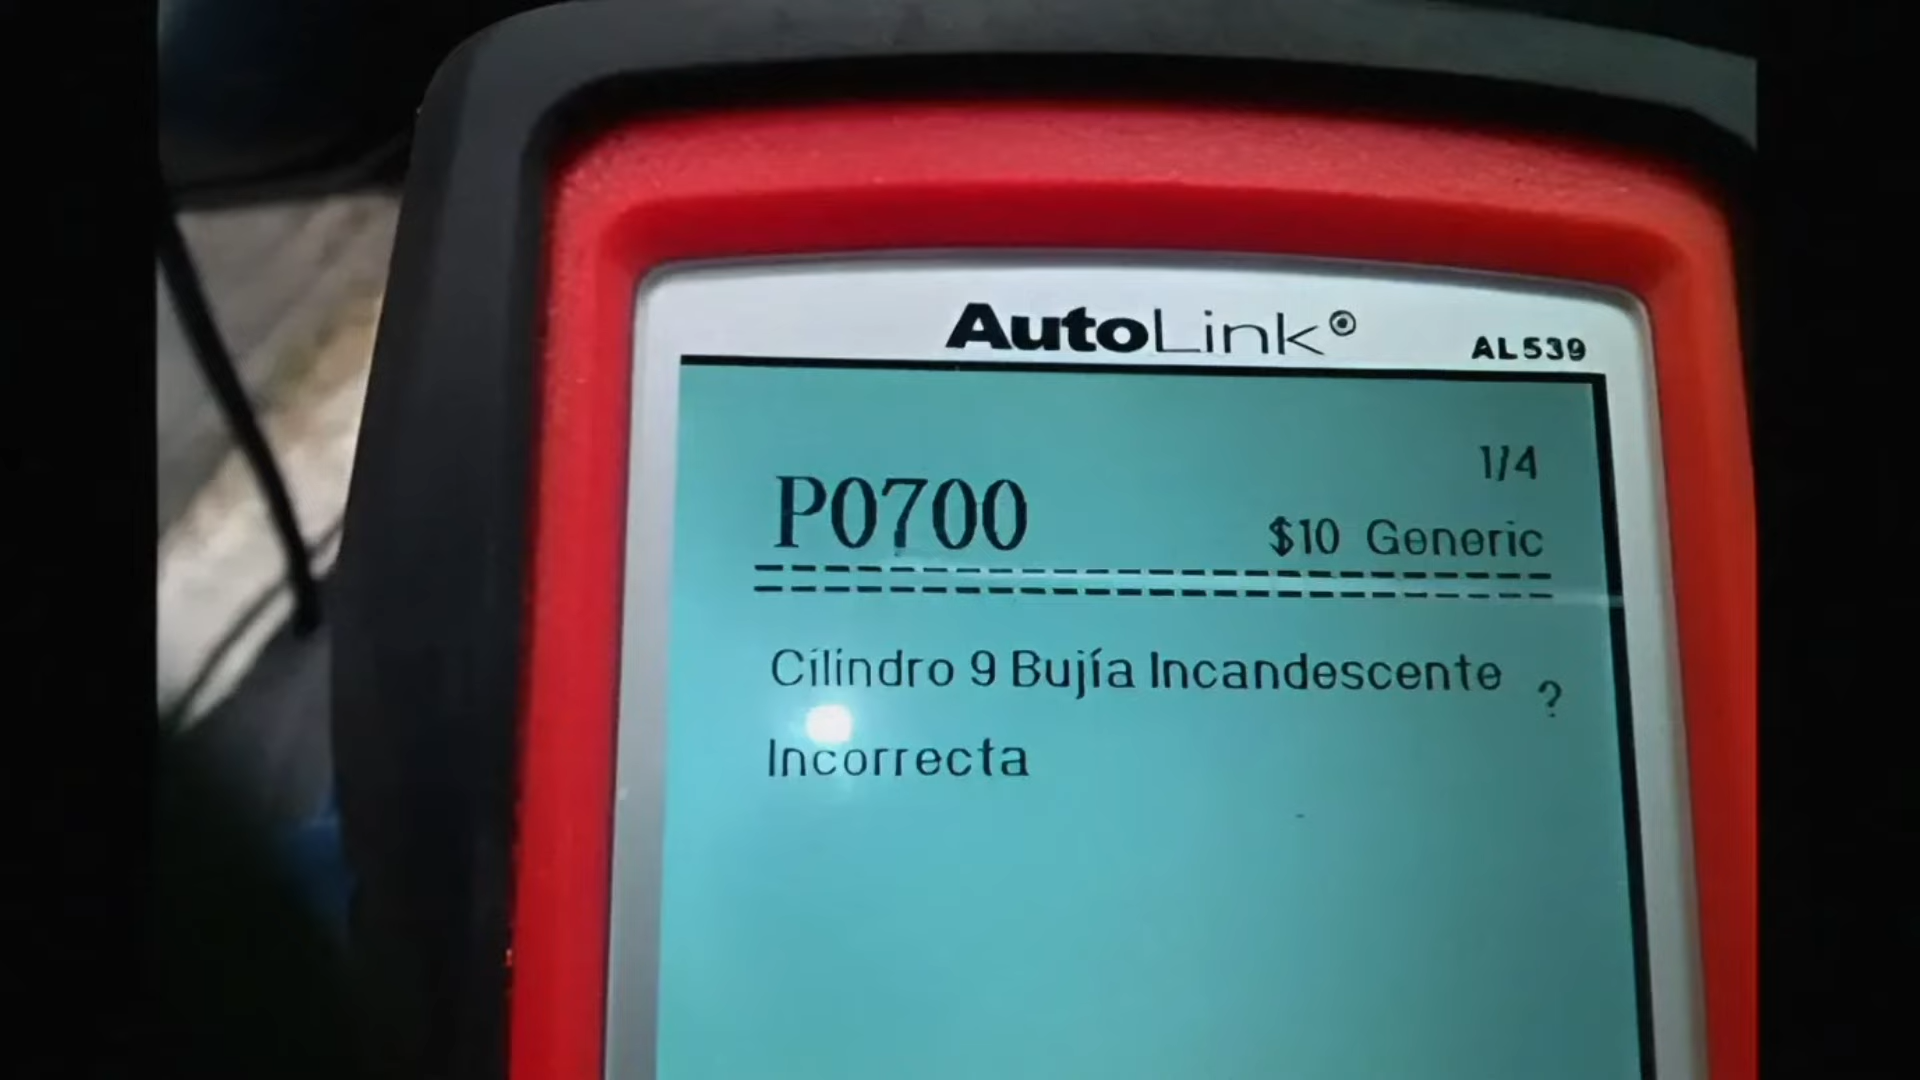 AutoLink
AL539
1/4
P0700
$10 Generic
Cilindro 9 Bujía Incandescente ?
Incorrecta